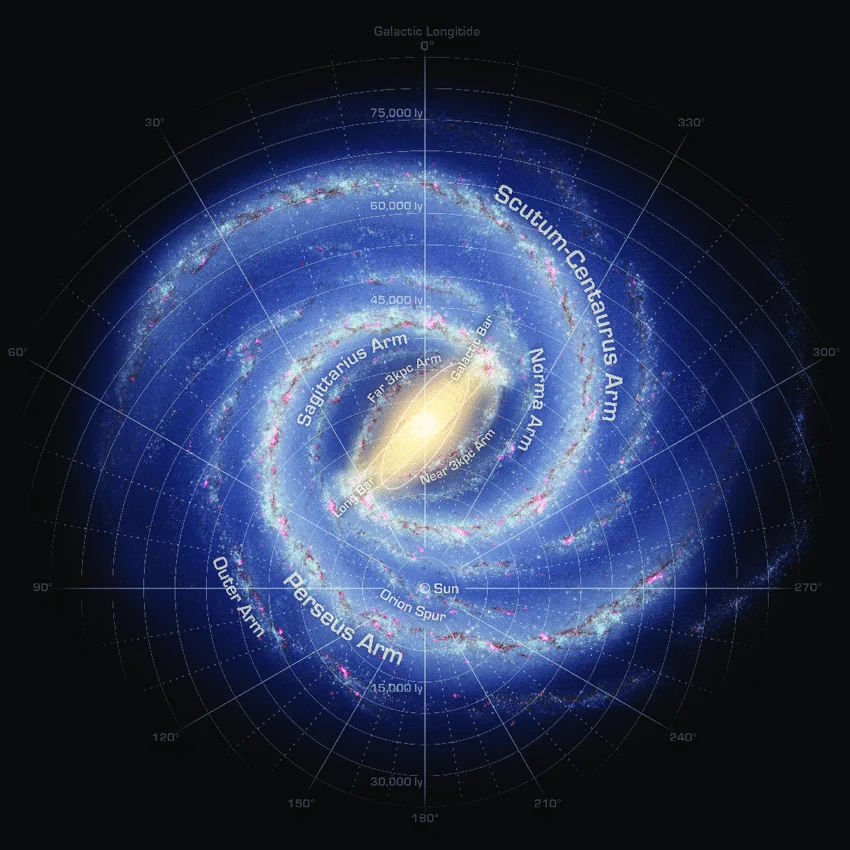 Galactic Longitide
0°
30°
330°
75,000 ly
60,000 ly
Scutum-Centaurus Arm
45,000 ly
60°
300°
Sagittarius Arm
Far 3kpc Arm
Galactic Bar
Norma Arm
Near 3kpc Arm
Long Bar
90°
270°
Outer Arm
Perseus Arm
Sun
Orion Spur
15,000 ly
120°
240°
30,000 ly
150°
210°
180°